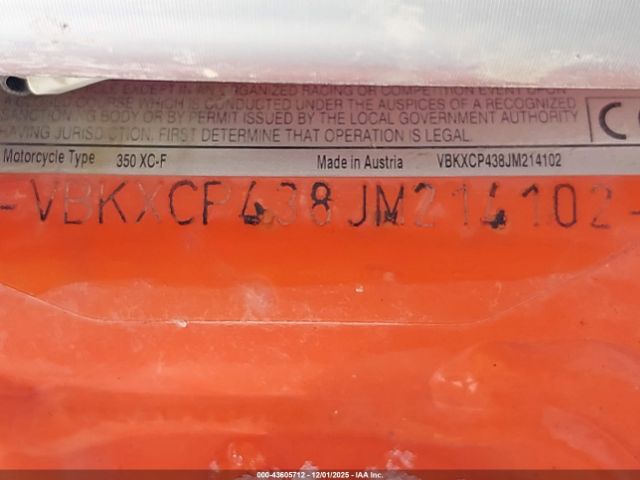 EXCEPT IN AN ORGANIZED RACING OR COMPETITION EVENT UPON
COURSE WHICH IS CONDUCTED UNDER THE AUSPICES OF A RECOGNIZED
SANCTIONING BODY OR BY PERMIT ISSUED BY THE LOCAL GOVERNMENT AUTHORITY
HAVING JURISDICTION. FIRST DETERMINE THAT OPERATION IS LEGAL.
Motorcycle Type 350 XC-F Made in Austria VBKXCP438JM214102
-VBKXCP438JM214102-
000-43605712 - 12/01/2025 - IAA Inc.